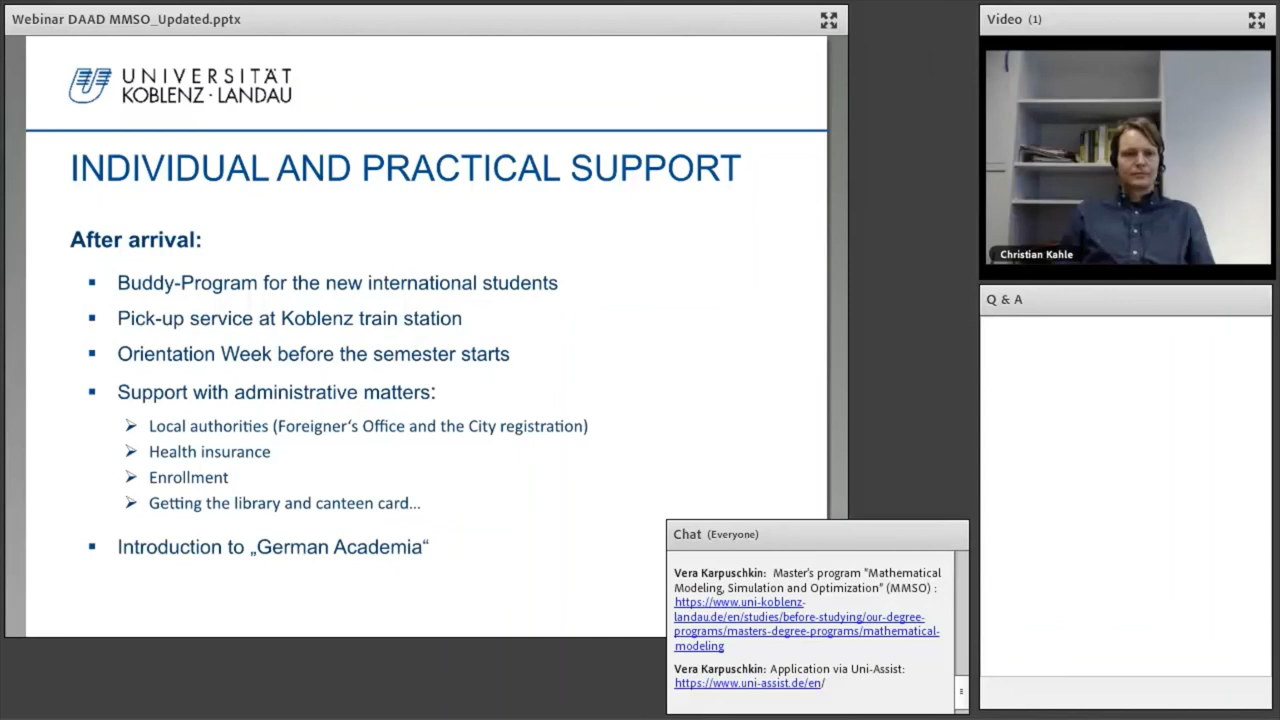 Webinar DAAD MMSO_Updated.pptx
UNIVERSITÄT
KOBLENZ · LANDAU
INDIVIDUAL AND PRACTICAL SUPPORT
After arrival:
▪ Buddy-Program for the new international students
▪ Pick-up service at Koblenz train station
▪ Orientation Week before the semester starts
▪ Support with administrative matters:
➢ Local authorities (Foreigner‘s Office and the City registration)
➢ Health insurance
➢ Enrollment
➢ Getting the library and canteen card...
▪ Introduction to „German Academia“
Video (1)
Christian Kahle
Q & A
Chat (Everyone)
Vera Karpuschkin: Master's program "Mathematical
Modeling, Simulation and Optimization" (MMSO) :
https://www.uni-koblenz-
landau.de/en/studies/before-studying/our-degree-
programs/masters-degree-programs/mathematical-
modeling
Vera Karpuschkin: Application via Uni-Assist:
https://www.uni-assist.de/en/